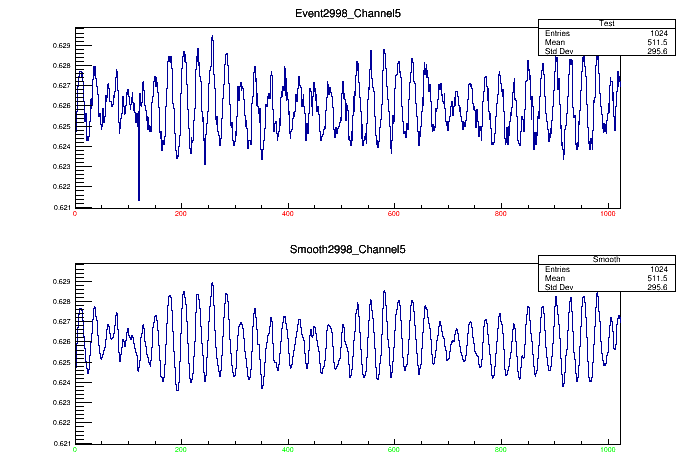 Event2998_Channel5
Test
Entries 1024
Mean 511.5
Std Dev 295.6
0.629
0.628
0.627
0.626
0.625
0.624
0.623
0.622
0.621
0 200 400 600 800 1000
Smooth2998_Channel5
Smooth
Entries 1024
Mean 511.5
Std Dev 295.6
0.629
0.628
0.627
0.626
0.625
0.624
0.623
0.622
0.621
0 200 400 600 800 1000